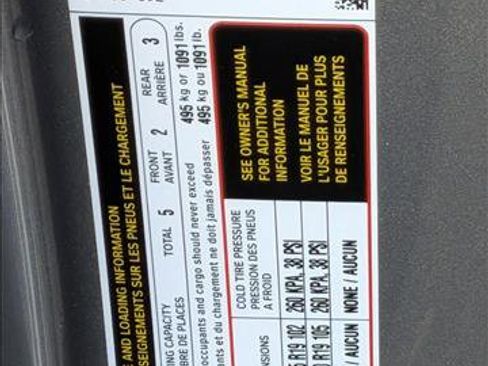 E AND LOADING INFORMATION
SEIGNEMENTS SUR LES PNEUS ET LE CHARGEMENT
ING CAPACITY
BRE DE PLACES
TOTAL 5
FRONT
AVANT 2
REAR
ARRIÈRE 3
occupants and cargo should never exceed 495 kg or 1091 lbs.
pants et du chargement ne doit jamais dépasser 495 kg ou 1091 lb.
ENSIONS
COLD TIRE PRESSURE
PRESSION DES PNEUS
A FROID
R19 102 260 KPA, 38 PSI
R19 105 260 KPA, 38 PSI
/ AUCUN NONE / AUCUN
SEE OWNER'S MANUAL
FOR ADDITIONAL
INFORMATION
VOIR LE MANUEL DE
L'USAGER POUR PLUS
DE RENSEIGNEMENTS